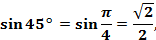 sin 45° = sin π/4 = √2/2,